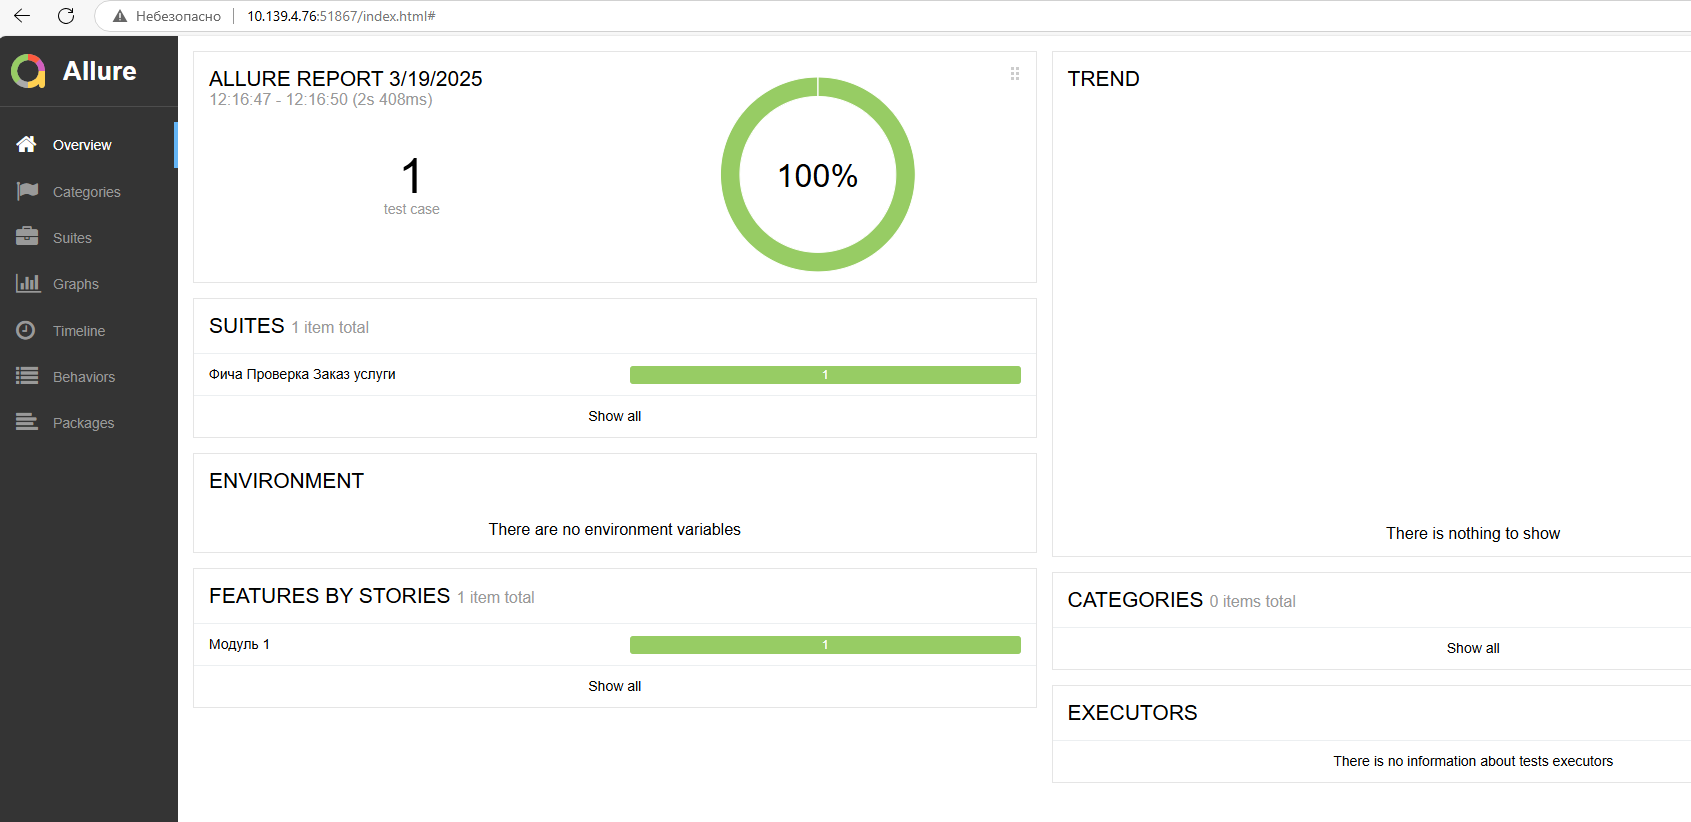 Небезопасно
10.139.4.76:51867/index.html#
Allure
Overview
Categories
Suites
Graphs
Timeline
Behaviors
Packages
ALLURE REPORT 3/19/2025
12:16:47 - 12:16:50 (2s 408ms)
1
test case
100%
SUITES 1 item total
Фича Проверка Заказ услуги
1
Show all
ENVIRONMENT
There are no environment variables
FEATURES BY STORIES 1 item total
Модуль 1
1
Show all
TREND
There is nothing to show
CATEGORIES 0 items total
Show all
EXECUTORS
There is no information about tests executors